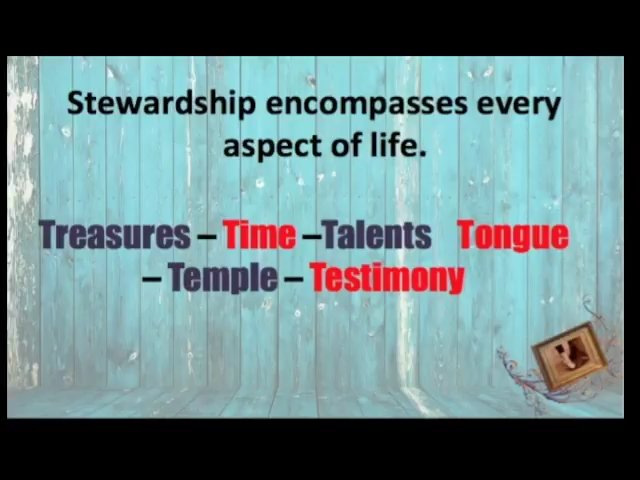 Stewardship encompasses every
aspect of life.
Treasures – Time –Talents Tongue
– Temple – Testimony